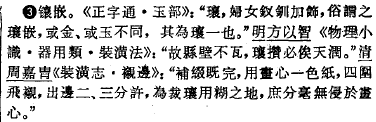 ❸鑲嵌。《正字通·玉部》:“瓖,婦女釵釧加飾,俗謂之
瓖嵌,或金、或玉不同,其為瓖一也。”明方以智《物理小
識·器用類·裝潢法》:“故縣壁不瓦,瓖攢必俟天潤。”清
周嘉冑《裝潢志·襯邊》:“補綴既完,用畫心一色紙,四圍
飛襯,出邊二、三分許,為裁瓖用糊之地,庶分毫無侵於畫
心。”